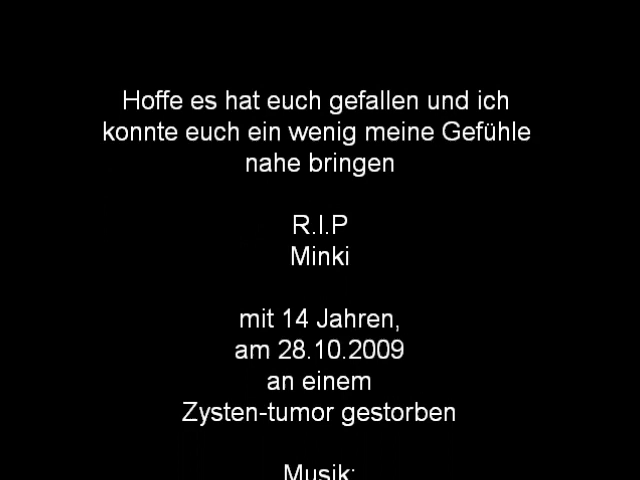 Hoffe es hat euch gefallen und ich
konnte euch ein wenig meine Gefühle
nahe bringen
R.I.P
Minki
mit 14 Jahren,
am 28.10.2009
an einem
Zysten-tumor gestorben
Musik: